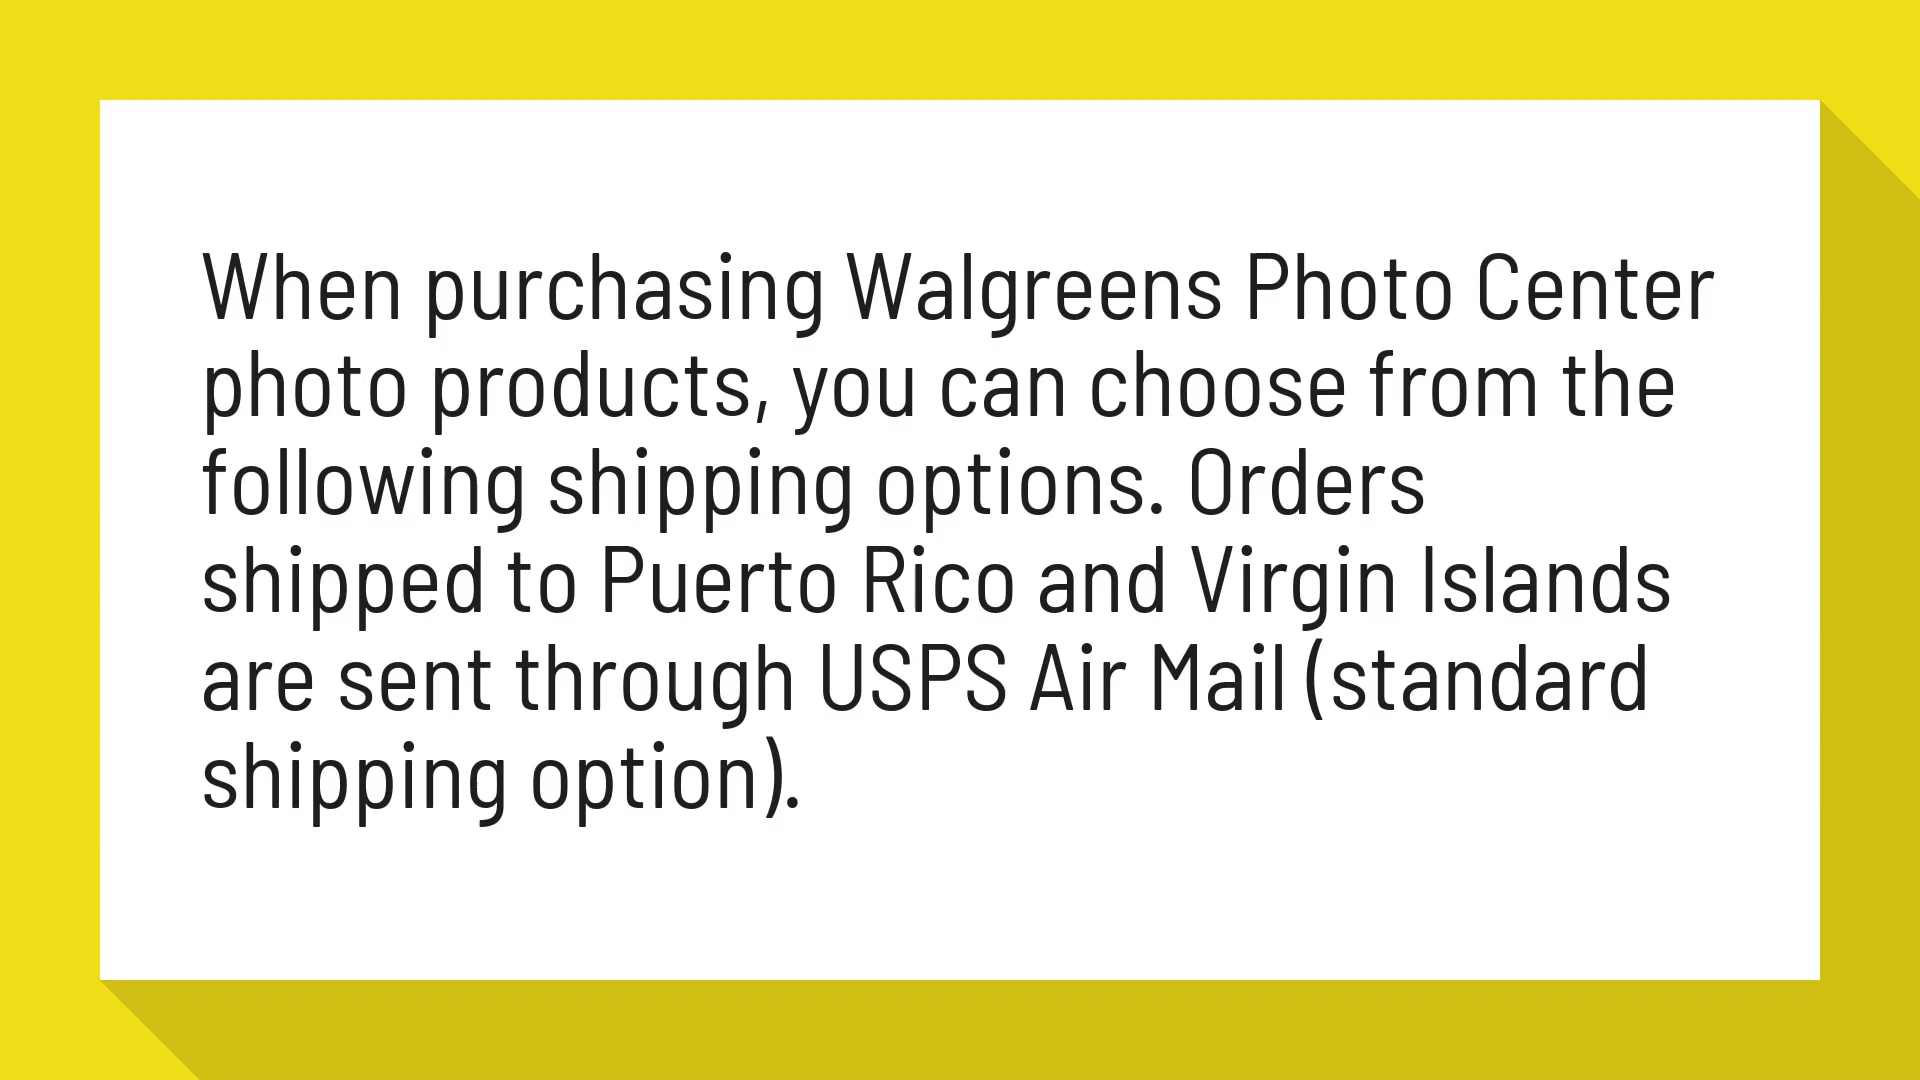 When purchasing Walgreens Photo Center
photo products, you can choose from the
following shipping options. Orders
shipped to Puerto Rico and Virgin Islands
are sent through USPS Air Mail (standard
shipping option).